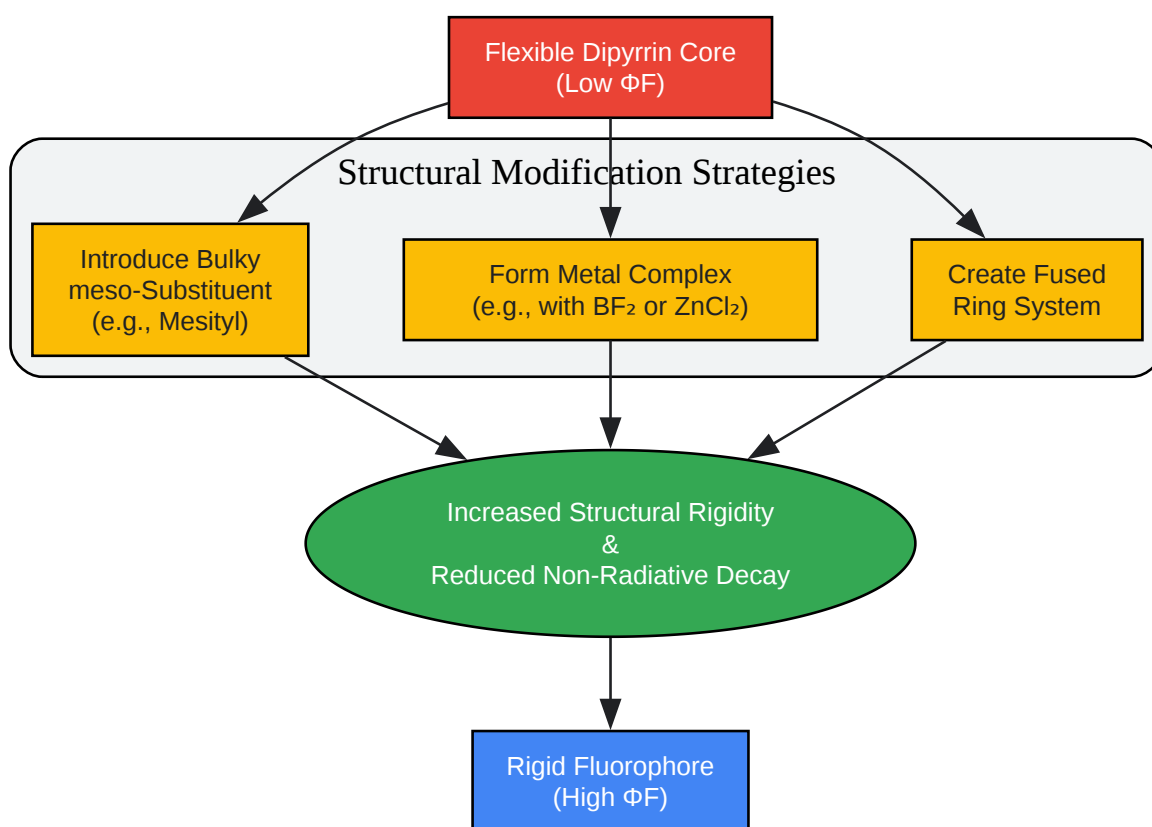 Flexible Dipyrrin Core
(Low ΦF)
Structural Modification Strategies
Introduce Bulky
meso-Substituent
(e.g., Mesityl)
Form Metal Complex
(e.g., with BF₂ or ZnCl₂)
Create Fused
Ring System
Increased Structural Rigidity
&
Reduced Non-Radiative Decay
Rigid Fluorophore
(High ΦF)